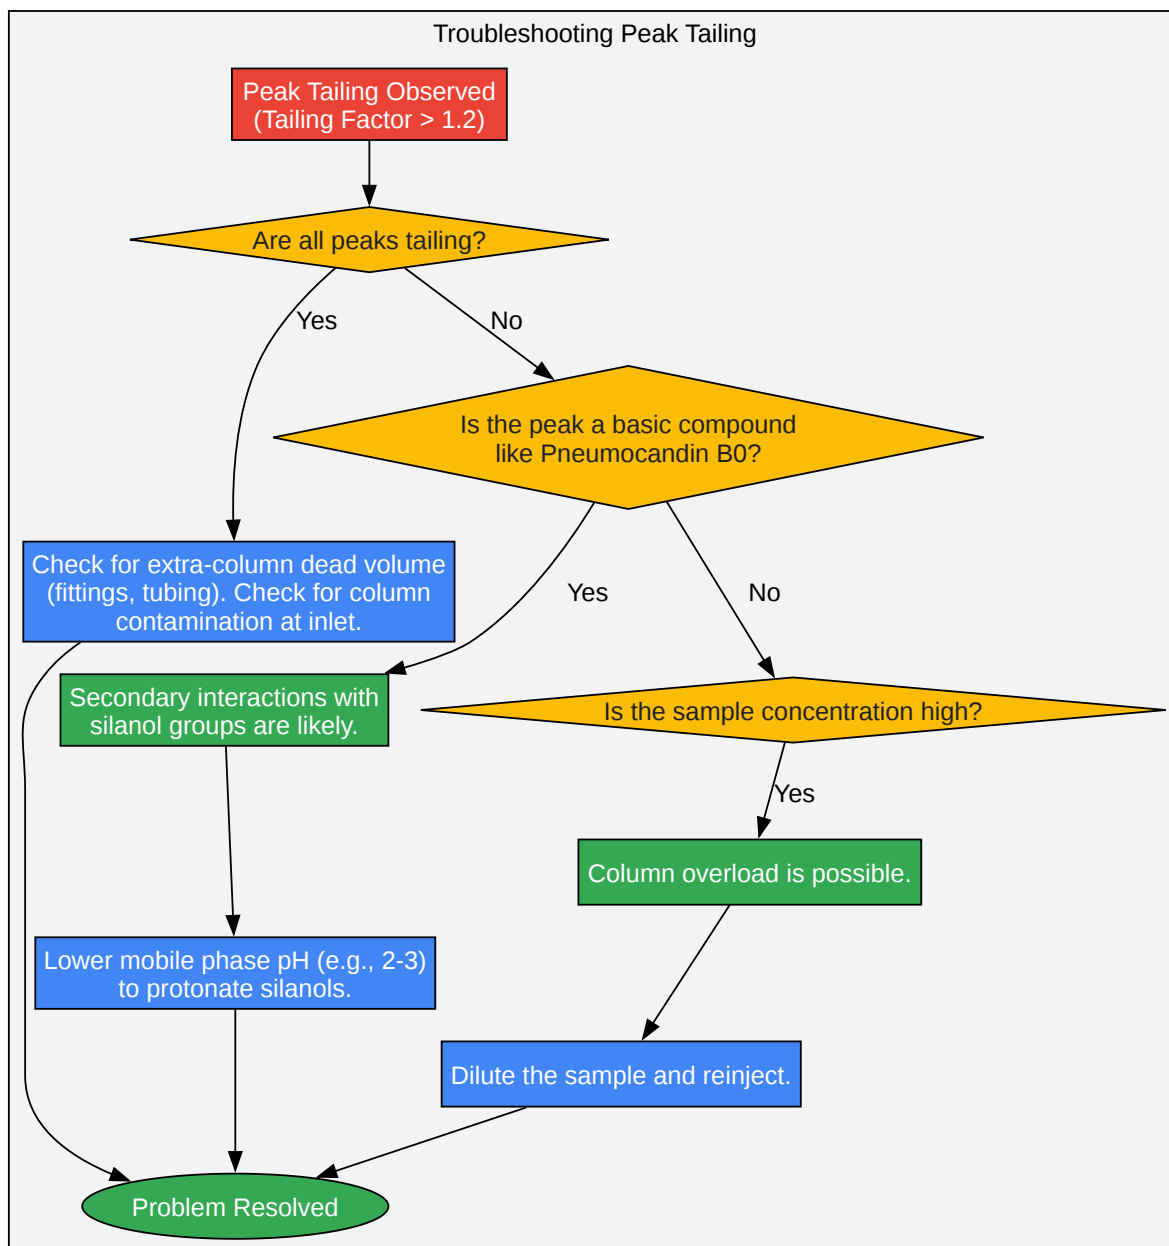 Troubleshooting Peak Tailing
Peak Tailing Observed
(Tailing Factor > 1.2)
Are all peaks tailing?
Yes
No
Is the peak a basic compound
like Pneumocandin B0?
Check for extra-column dead volume
(fittings, tubing). Check for column
contamination at inlet.
Yes
No
Secondary interactions with
silanol groups are likely.
Is the sample concentration high?
Yes
Column overload is possible.
Lower mobile phase pH (e.g., 2-3)
to protonate silanols.
Dilute the sample and reinject.
Problem Resolved